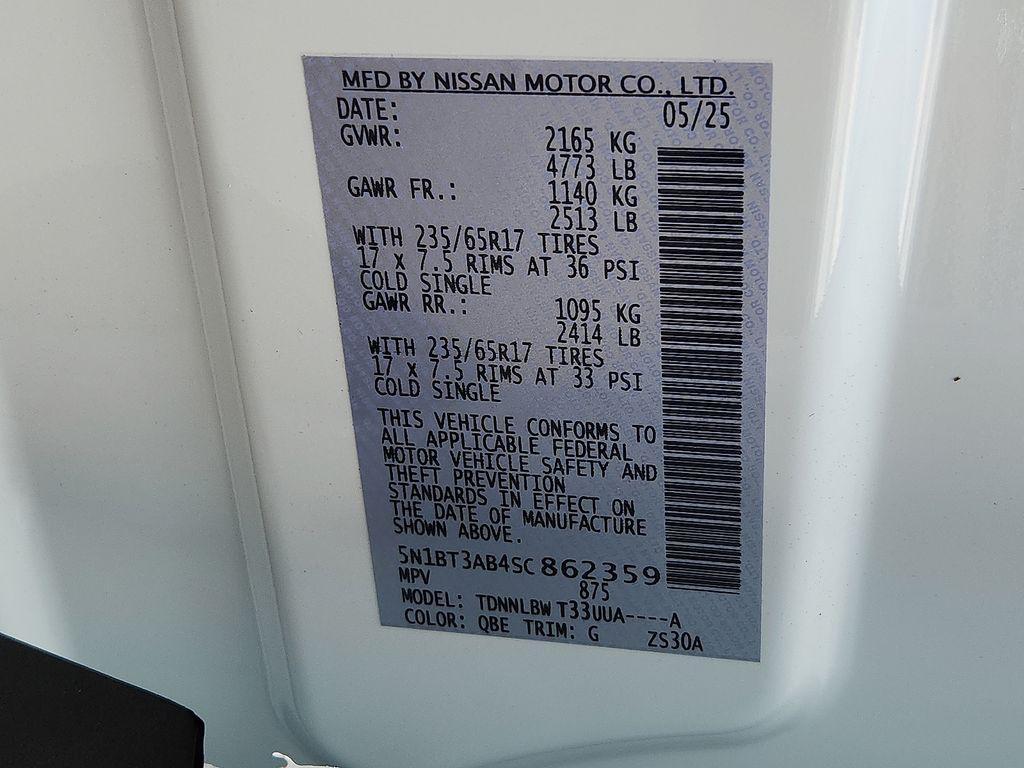 MFD BY NISSAN MOTOR CO., LTD.
DATE: 05/25
GVWR: 2165 KG
4773 LB
GAWR FR.: 1140 KG
2513 LB
WITH 235/65R17 TIRES
17 x 7.5 RIMS AT 36 PSI
COLD SINGLE
GAWR RR.: 1095 KG
2414 LB
WITH 235/65R17 TIRES
17 x 7.5 RIMS AT 33 PSI
COLD SINGLE
THIS VEHICLE CONFORMS TO
ALL APPLICABLE FEDERAL
MOTOR VEHICLE SAFETY AND
THEFT PREVENTION
STANDARDS IN EFFECT ON
THE DATE OF MANUFACTURE
SHOWN ABOVE.
5N1BT3AB4SC862359
MPV 875
MODEL: TDNNLBW T33UUA----A
COLOR: QBE TRIM: G ZS30A